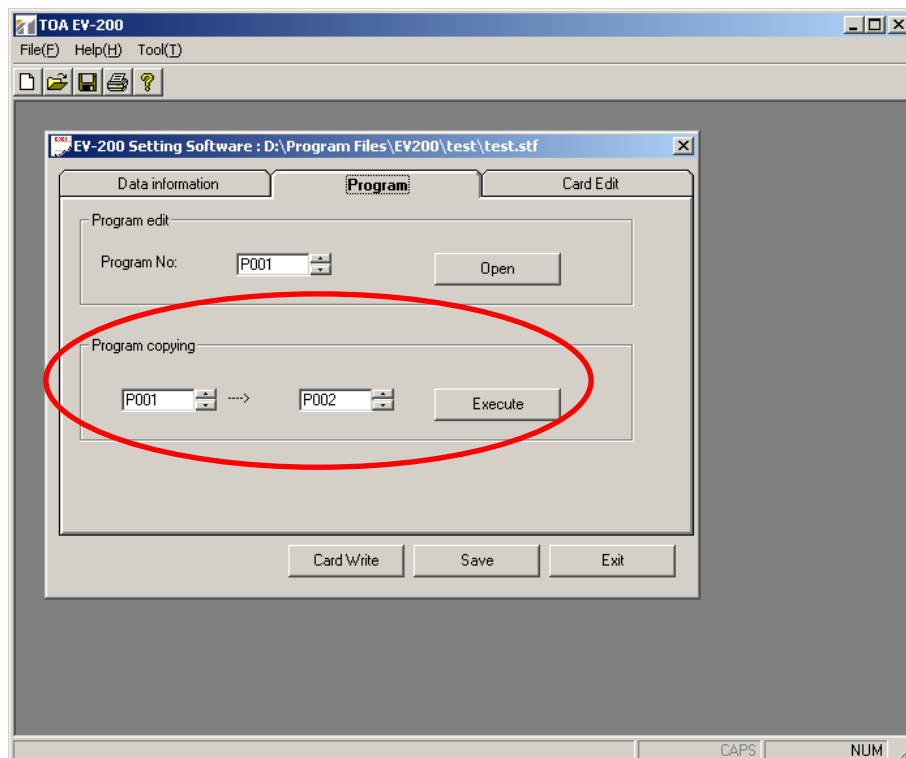 TOA EV-200
File(F) Help(H) Tool(T)
EV-200 Setting Software : D:\Program Files\EV200\test\test.stf
Data information Program Card Edit
Program edit
Program No: P001 Open
Program copying
P001 ----> P002 Execute
Card Write Save Exit
CAPS NUM